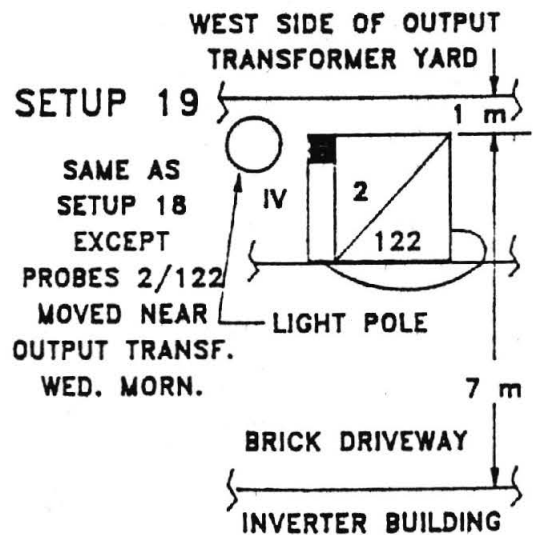 WEST SIDE OF OUTPUT
TRANSFORMER YARD
SETUP 19
1 m
SAME AS
SETUP 18
EXCEPT
PROBES 2/122
MOVED NEAR
OUTPUT TRANSF.
WED. MORN.
IV
2
122
LIGHT POLE
7 m
BRICK DRIVEWAY
INVERTER BUILDING